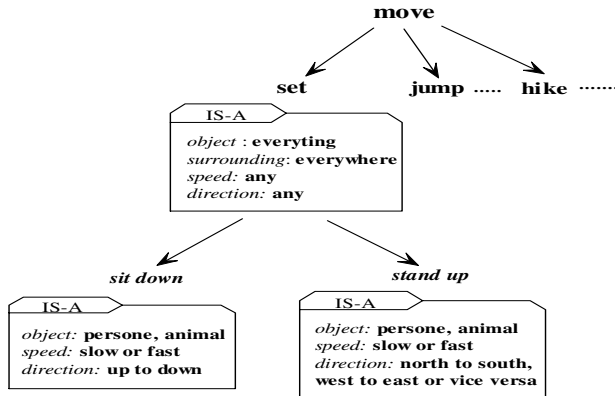 move
set jump ..... hike .......
IS-A
object : everyting
surrounding: everywhere
speed: any
direction: any
sit down
stand up
IS-A
object: persone, animal
speed: slow or fast
direction: up to down
IS-A
object: persone, animal
speed: slow or fast
direction: north to south,
west to east or vice versa